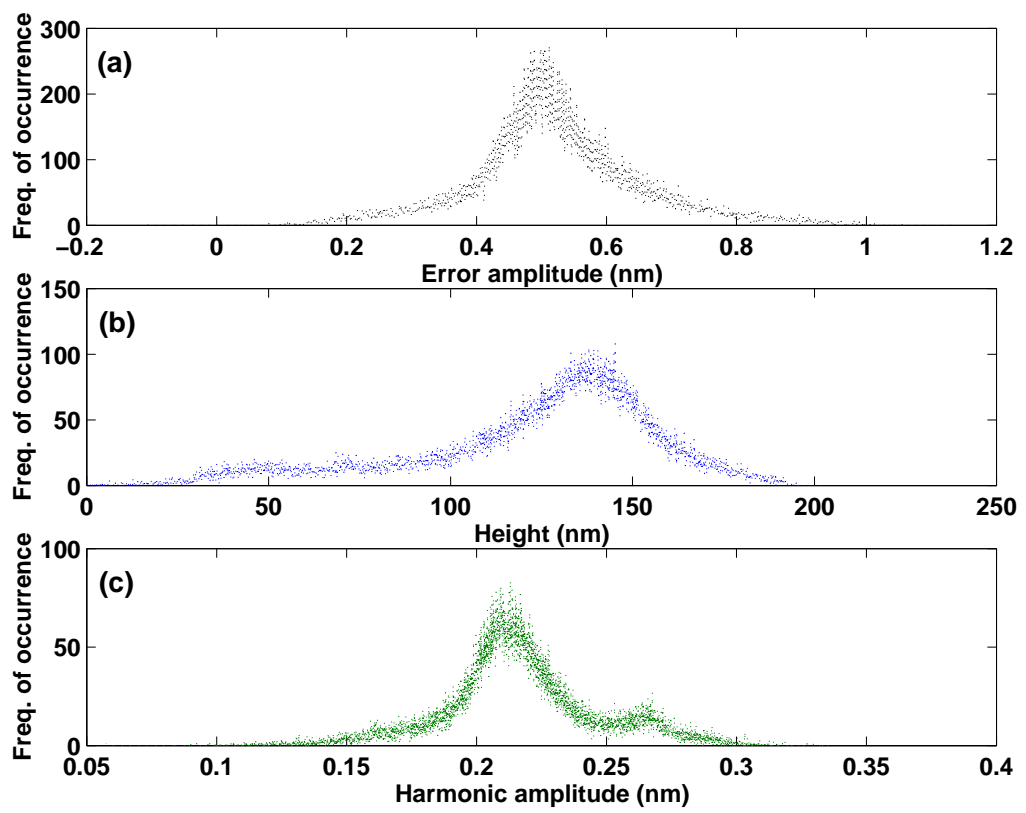 (a)
Freq. of occurrence
300
200
100
0
−0.2 0 0.2 0.4 0.6 0.8 1 1.2
Error amplitude (nm)
(b)
Freq. of occurrence
150
100
50
0
0 50 100 150 200 250
Height (nm)
(c)
Freq. of occurrence
100
50
0
0.05 0.1 0.15 0.2 0.25 0.3 0.35 0.4
Harmonic amplitude (nm)